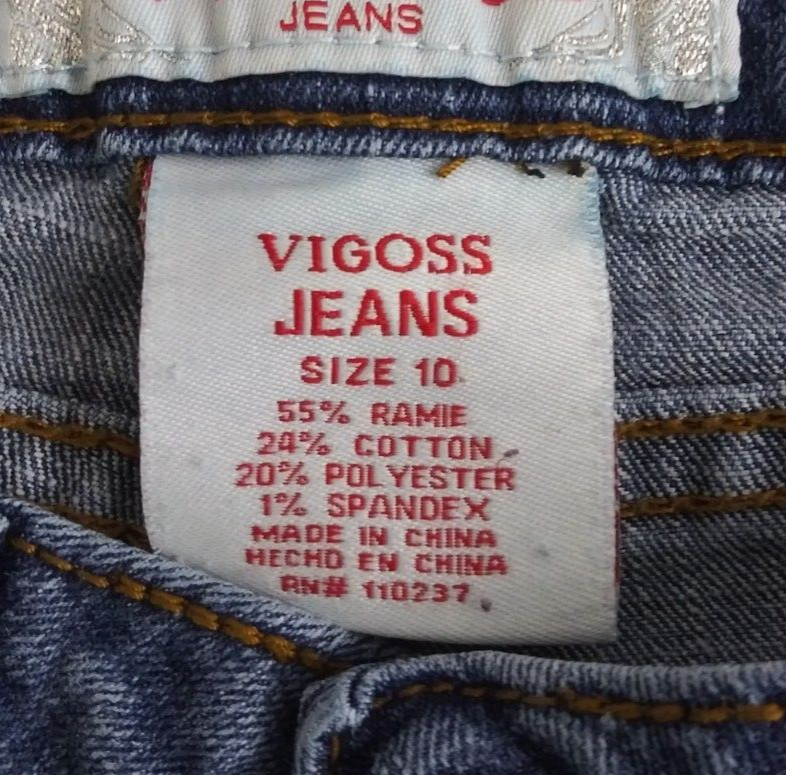 JEANS
VIGOSS
JEANS
SIZE 10
55% RAMIE
24% COTTON
20% POLYESTER
1% SPANDEX
MADE IN CHINA
HECHO EN CHINA
RN# 110237